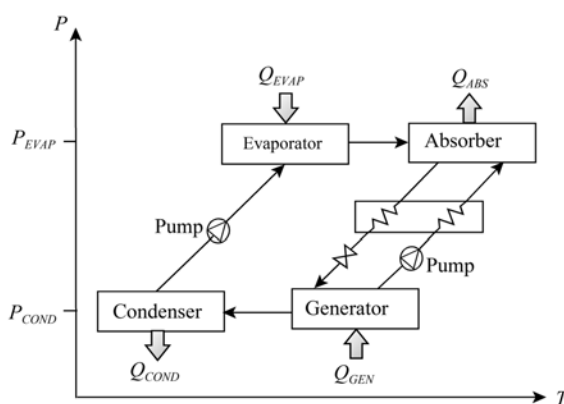 P
Q_EVAP
Q_ABS
P_EVAP
Evaporator
Absorber
Pump
Pump
P_COND
Condenser
Generator
Q_COND
Q_GEN
T